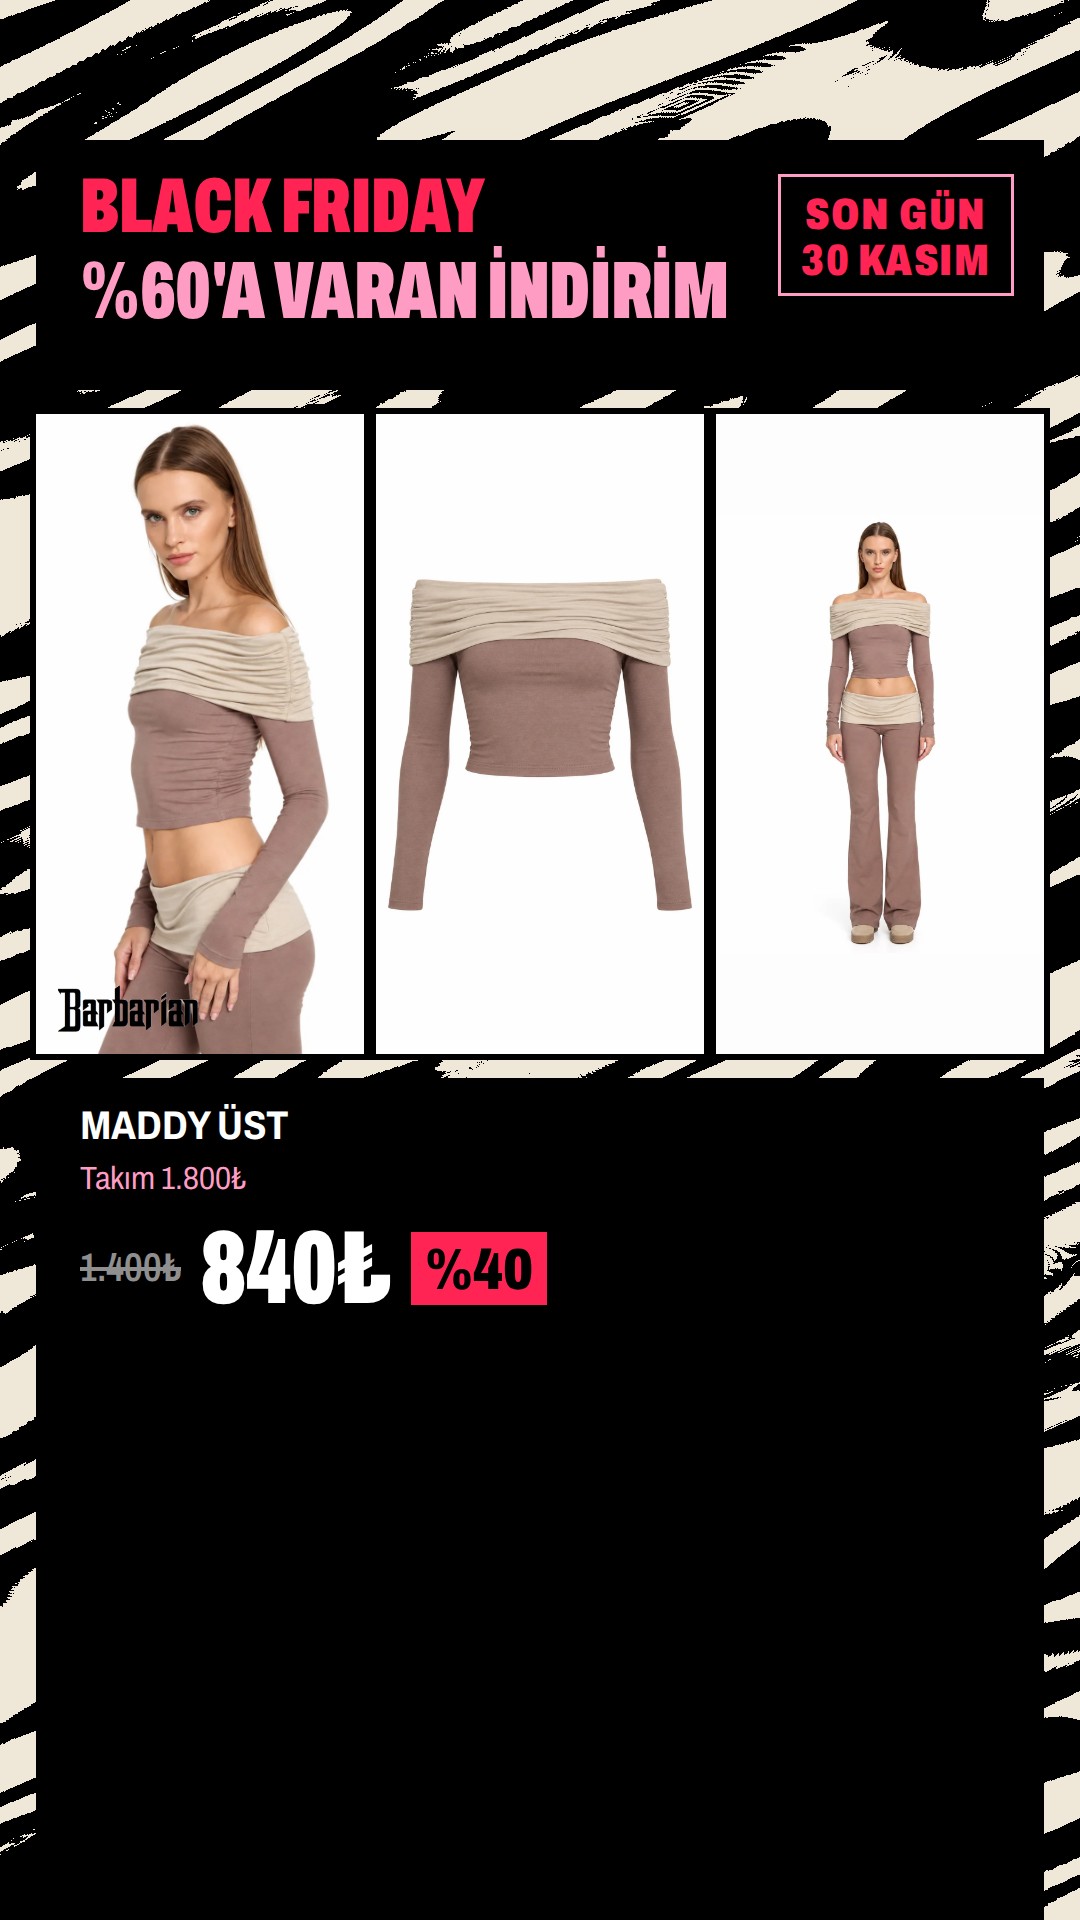 BLACK FRIDAY
%60'A VARAN İNDİRİM
SON GÜN
30 KASIM
Barbarian
MADDY ÜST
Takım 1.800₺
1.400₺ 840₺ %40